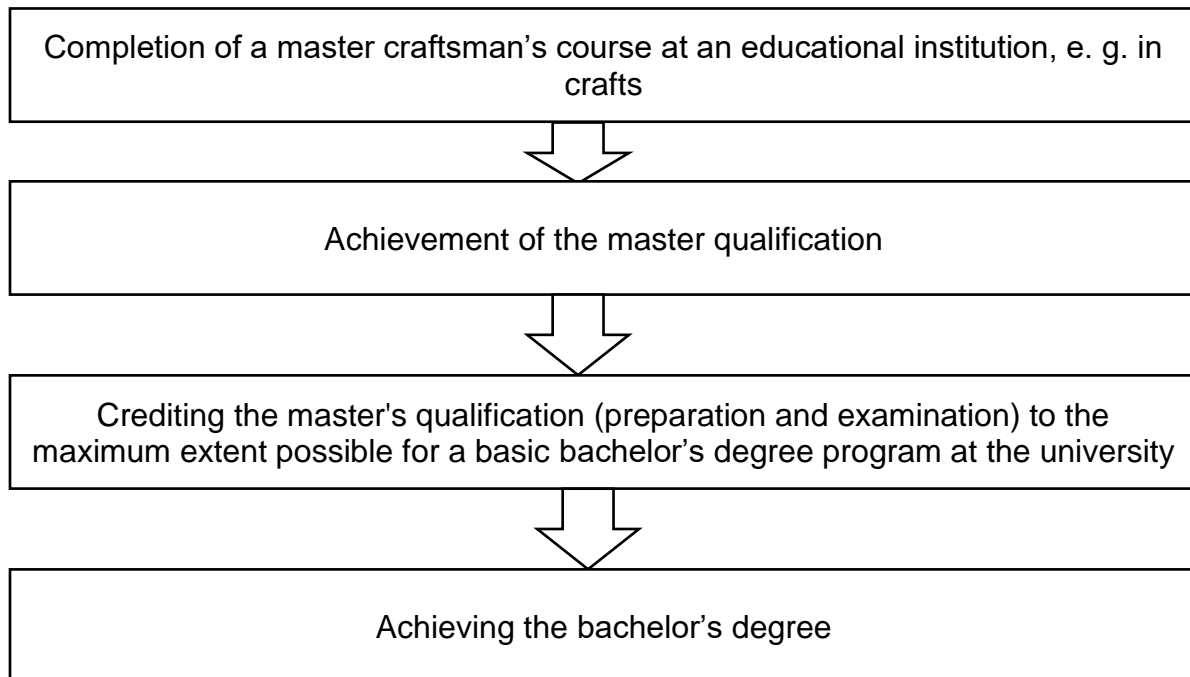 Completion of a master craftsman’s course at an educational institution, e. g. in
crafts
Achievement of the master qualification
Crediting the master's qualification (preparation and examination) to the
maximum extent possible for a basic bachelor’s degree program at the university
Achieving the bachelor’s degree